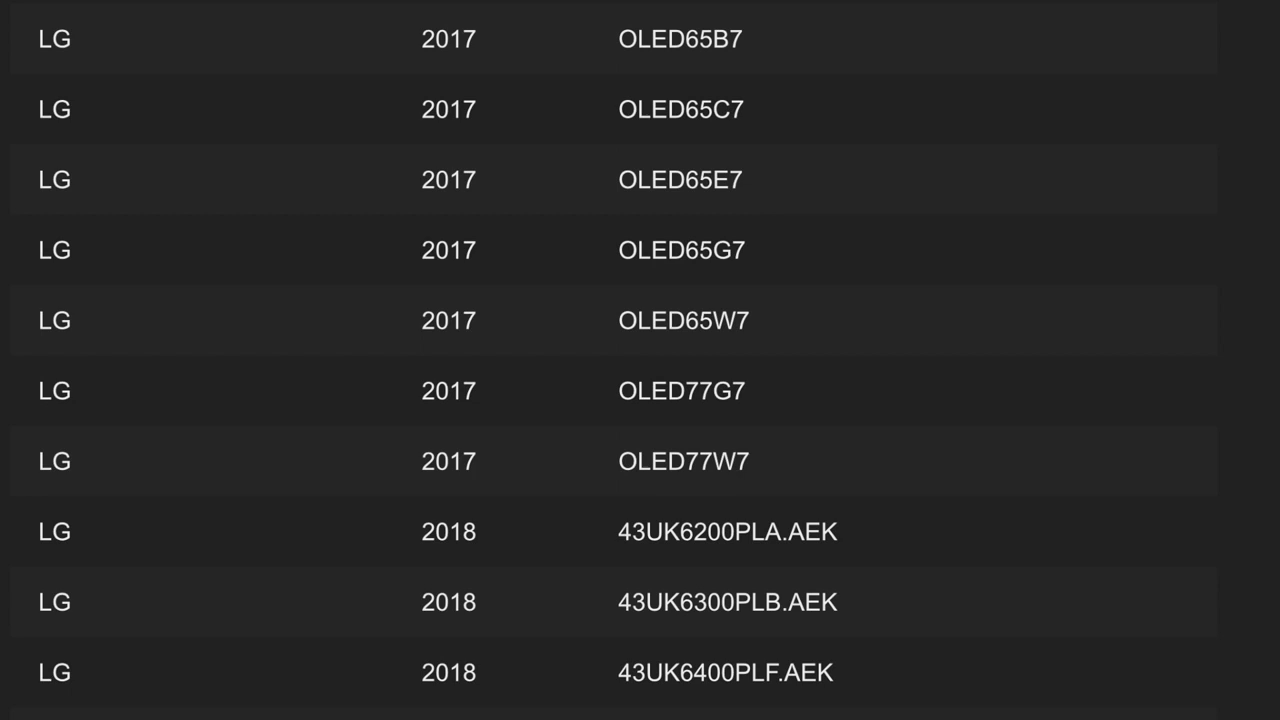 LG 2017 OLED65B7
LG 2017 OLED65C7
LG 2017 OLED65E7
LG 2017 OLED65G7
LG 2017 OLED65W7
LG 2017 OLED77G7
LG 2017 OLED77W7
LG 2018 43UK6200PLA.AEK
LG 2018 43UK6300PLB.AEK
LG 2018 43UK6400PLF.AEK